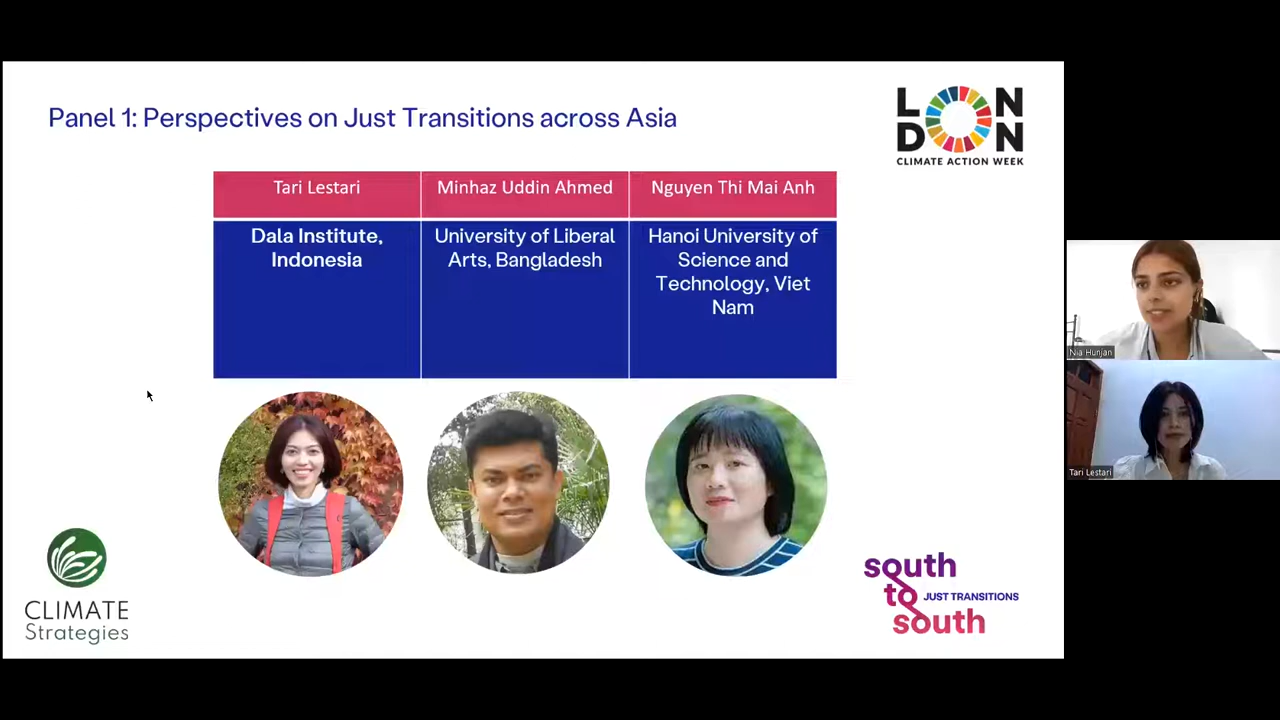 Panel 1: Perspectives on Just Transitions across Asia
LON
DON
CLIMATE ACTION WEEK
Tari Lestari
Minhaz Uddin Ahmed
Nguyen Thi Mai Anh
Dala Institute,
Indonesia
University of Liberal
Arts, Bangladesh
Hanoi University of
Science and
Technology, Viet
Nam
Nia Hunjan
Tari Lestari
CLIMATE
Strategies
south
to JUST TRANSITIONS
south